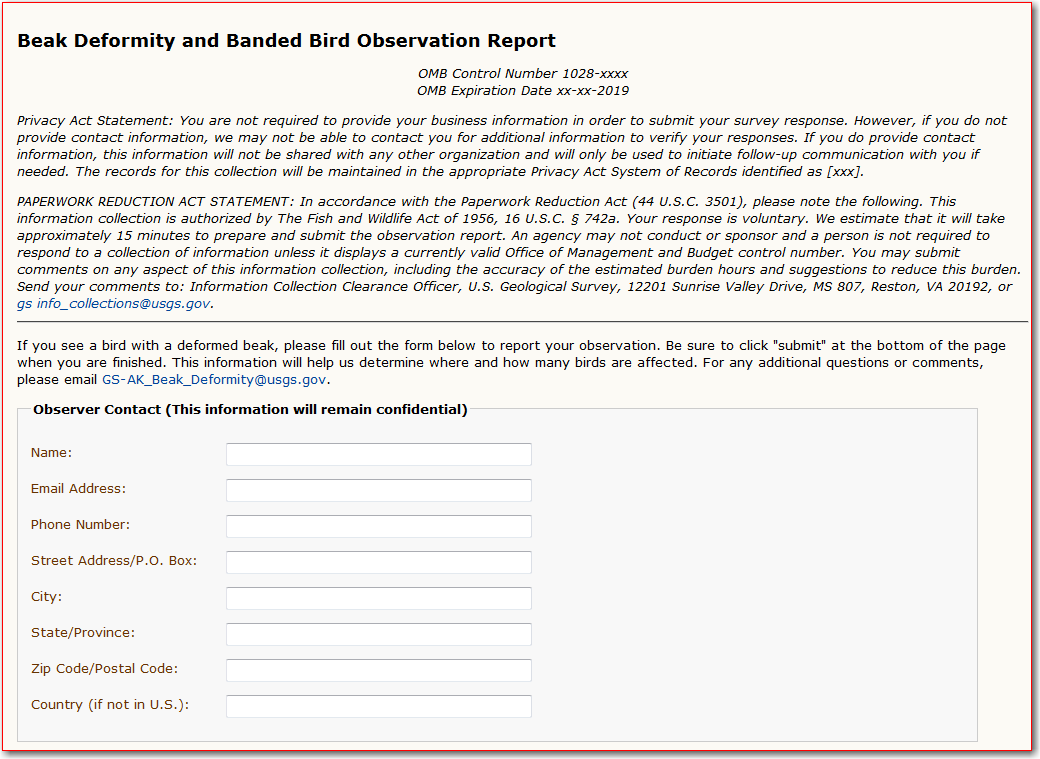 Beak Deformity and Banded Bird Observation Report
OMB Control Number 1028-xxxx
OMB Expiration Date xx-xx-2019
Privacy Act Statement: You are not required to provide your business information in order to submit your survey response. However, if you do not
provide contact information, we may not be able to contact you for additional information to verify your responses. If you do provide contact
information, this information will not be shared with any other organization and will only be used to initiate follow-up communication with you if
needed. The records for this collection will be maintained in the appropriate Privacy Act System of Records identified as [xxx].
PAPERWORK REDUCTION ACT STATEMENT: In accordance with the Paperwork Reduction Act (44 U.S.C. 3501), please note the following. This
information collection is authorized by The Fish and Wildlife Act of 1956, 16 U.S.C. § 742a. Your response is voluntary. We estimate that it will take
approximately 15 minutes to prepare and submit the observation report. An agency may not conduct or sponsor and a person is not required to
respond to a collection of information unless it displays a currently valid Office of Management and Budget control number. You may submit
comments on any aspect of this information collection, including the accuracy of the estimated burden hours and suggestions to reduce this burden.
Send your comments to: Information Collection Clearance Officer, U.S. Geological Survey, 12201 Sunrise Valley Drive, MS 807, Reston, VA 20192, or
gs info_collections@usgs.gov.
If you see a bird with a deformed beak, please fill out the form below to report your observation. Be sure to click "submit" at the bottom of the page
when you are finished. This information will help us determine where and how many birds are affected. For any additional questions or comments,
please email GS-AK_Beak_Deformity@usgs.gov.
Observer Contact (This information will remain confidential)
Name:
Email Address:
Phone Number:
Street Address/P.O. Box:
City:
State/Province:
Zip Code/Postal Code:
Country (if not in U.S.):